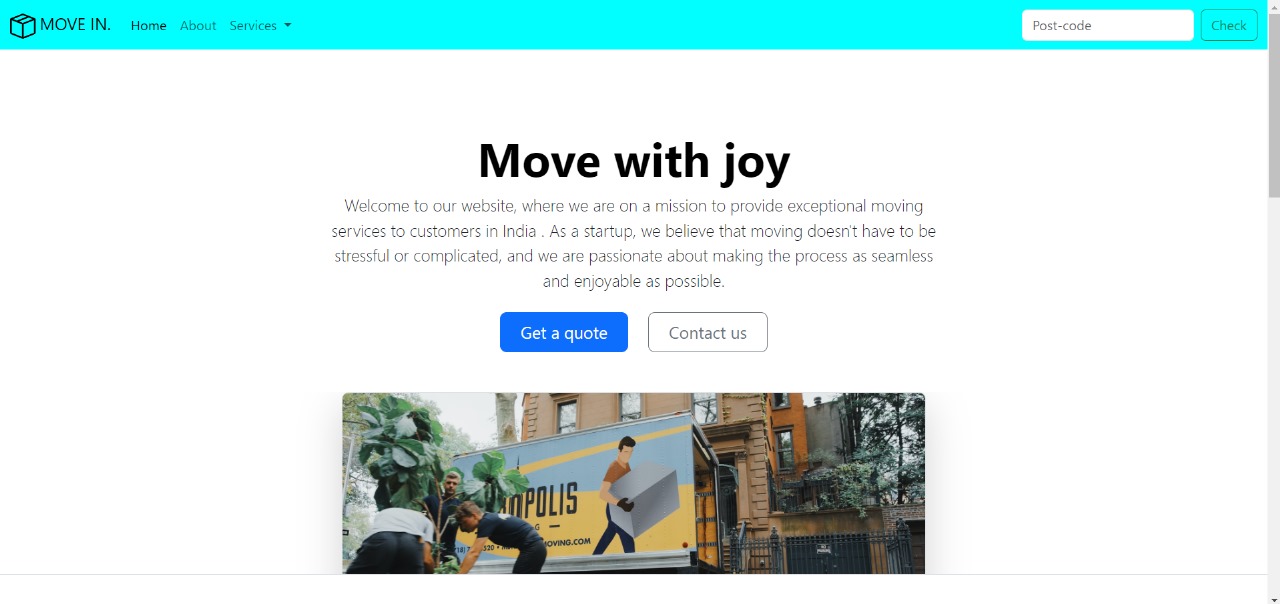 MOVE IN.
Home
About
Services
Post-code
Check
Move with joy
Welcome to our website, where we are on a mission to provide exceptional moving
services to customers in India . As a startup, we believe that moving doesn't have to be
stressful or complicated, and we are passionate about making the process as seamless
and enjoyable as possible.
Get a quote
Contact us
POLIS
MOVING.COM